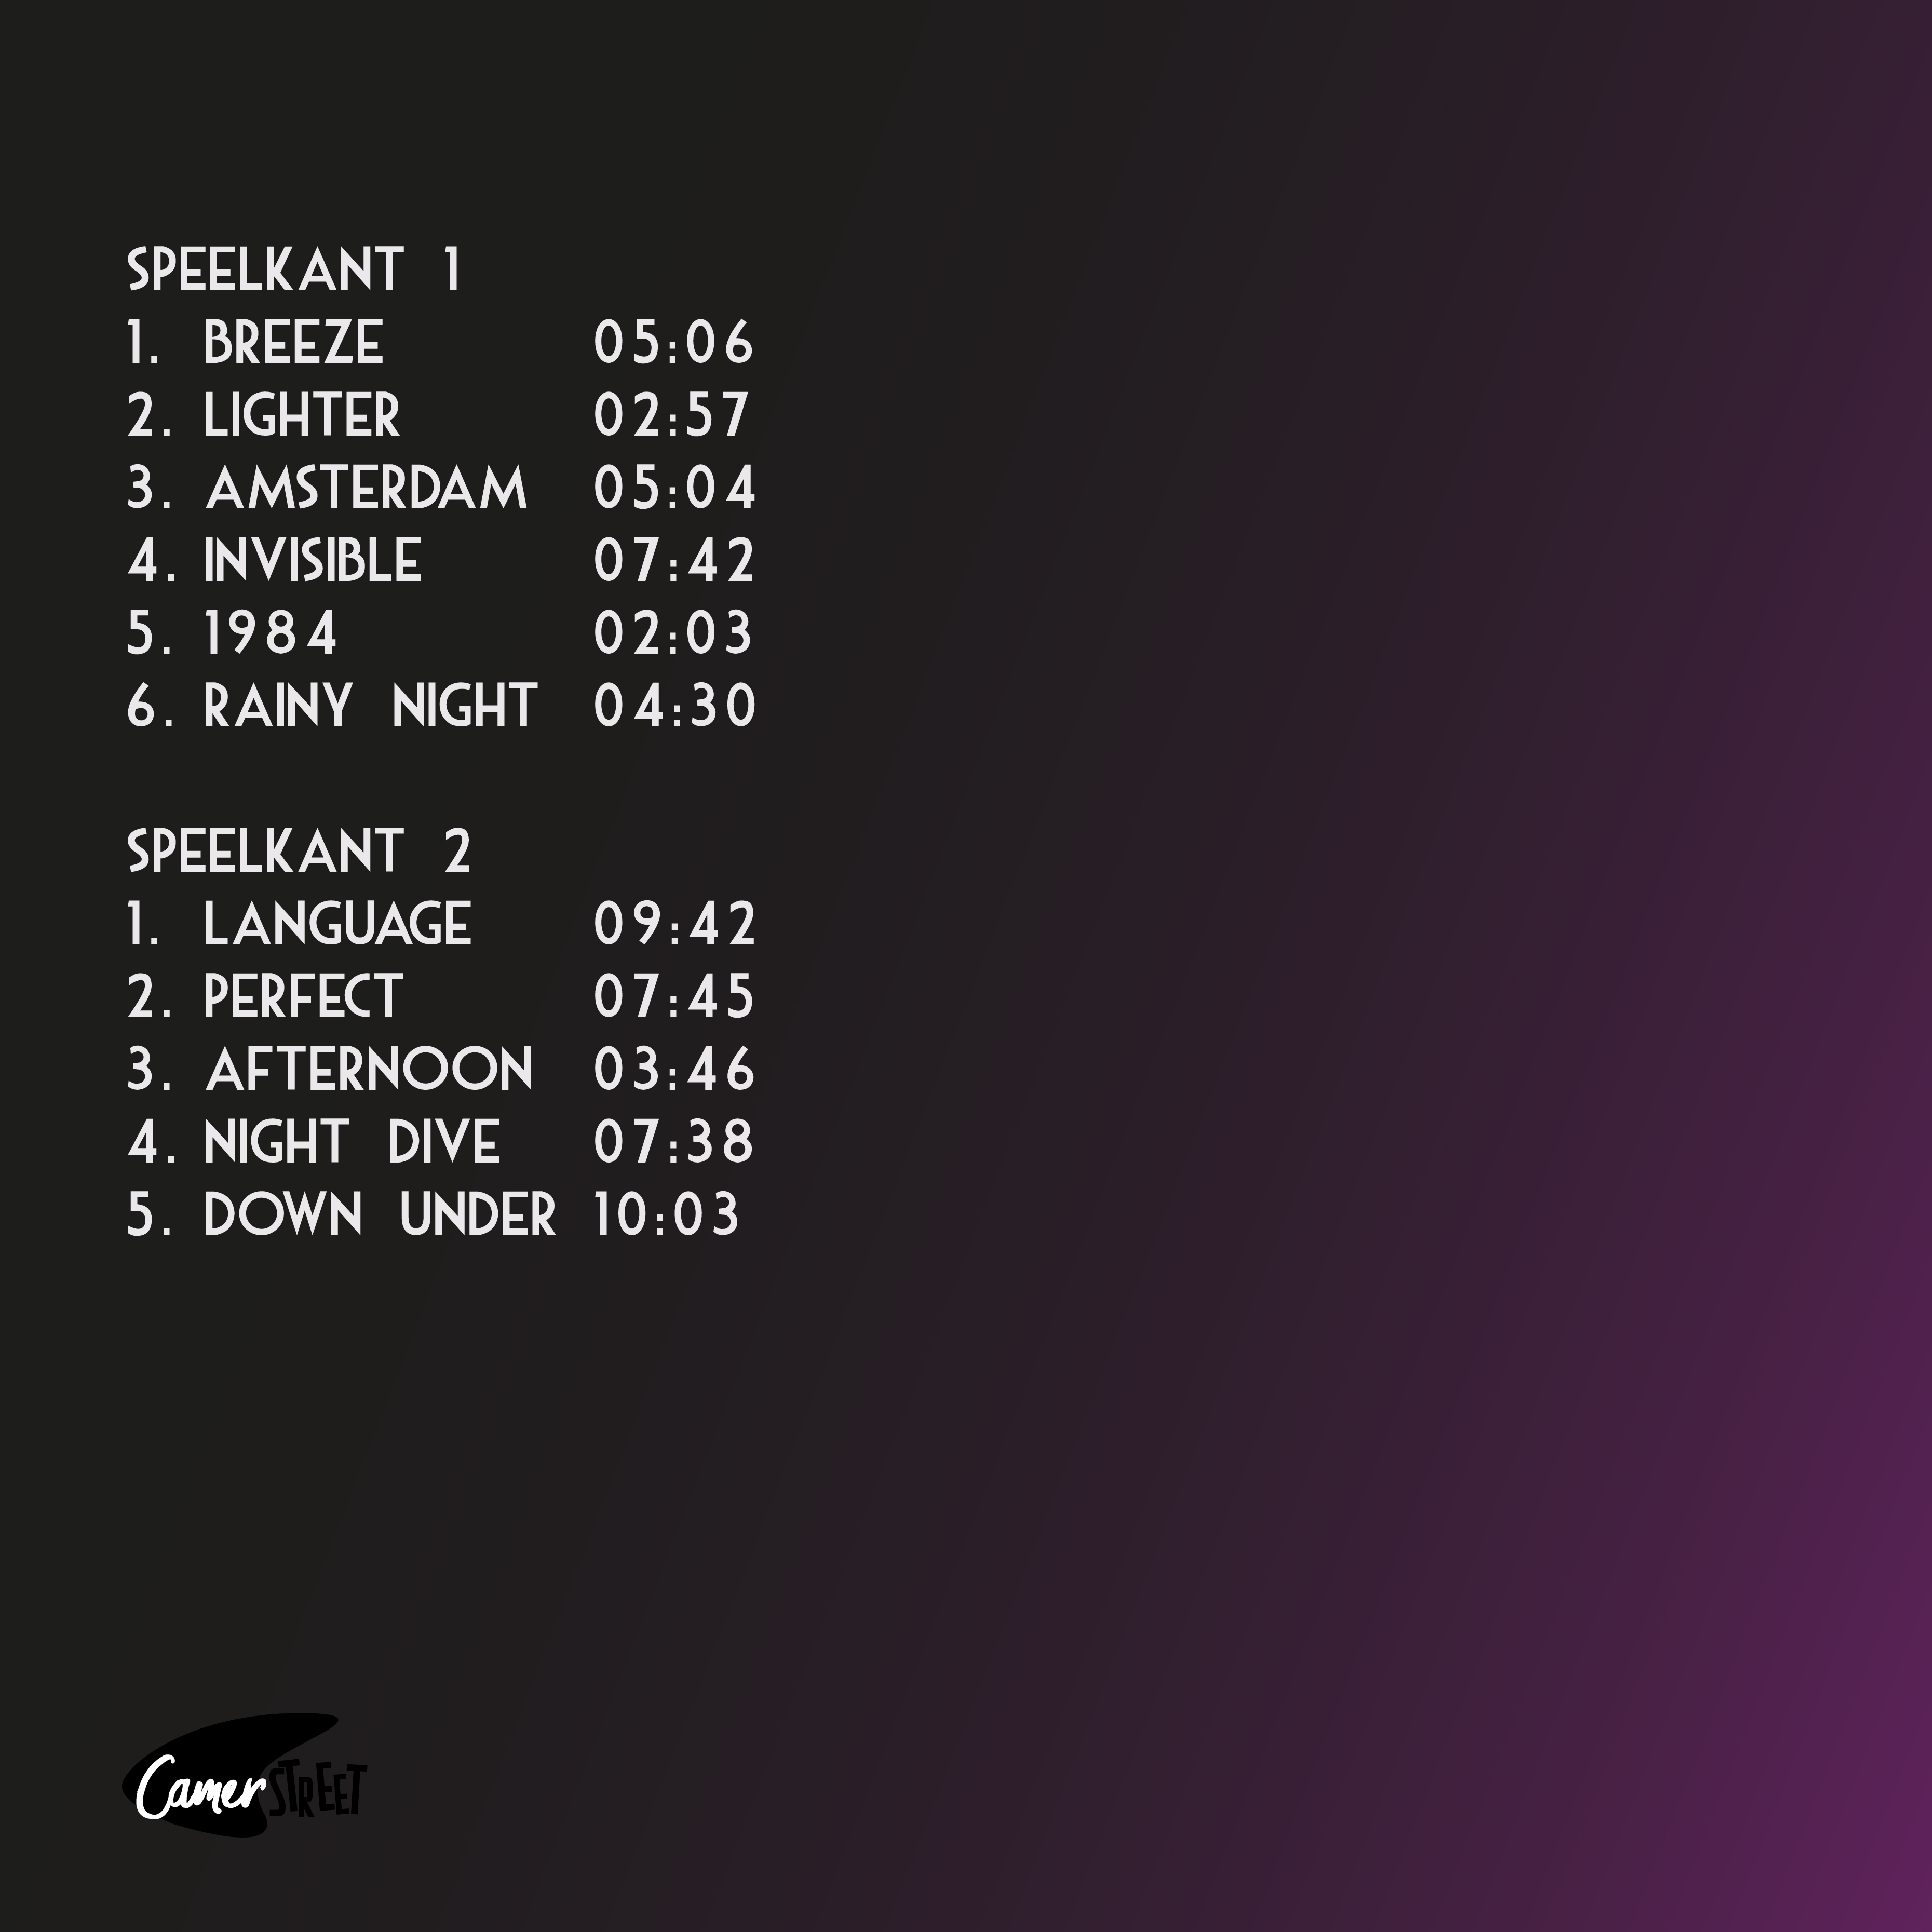 SPEELKANT 1
1. BREEZE 05:06
2. LIGHTER 02:57
3. AMSTERDAM 05:04
4. INVISIBLE 07:42
5. 1984 02:03
6. RAINY NIGHT 04:30
SPEELKANT 2
1. LANGUAGE 09:42
2. PERFECT 07:45
3. AFTERNOON 03:46
4. NIGHT DIVE 07:38
5. DOWN UNDER 10:03
Camer STREET